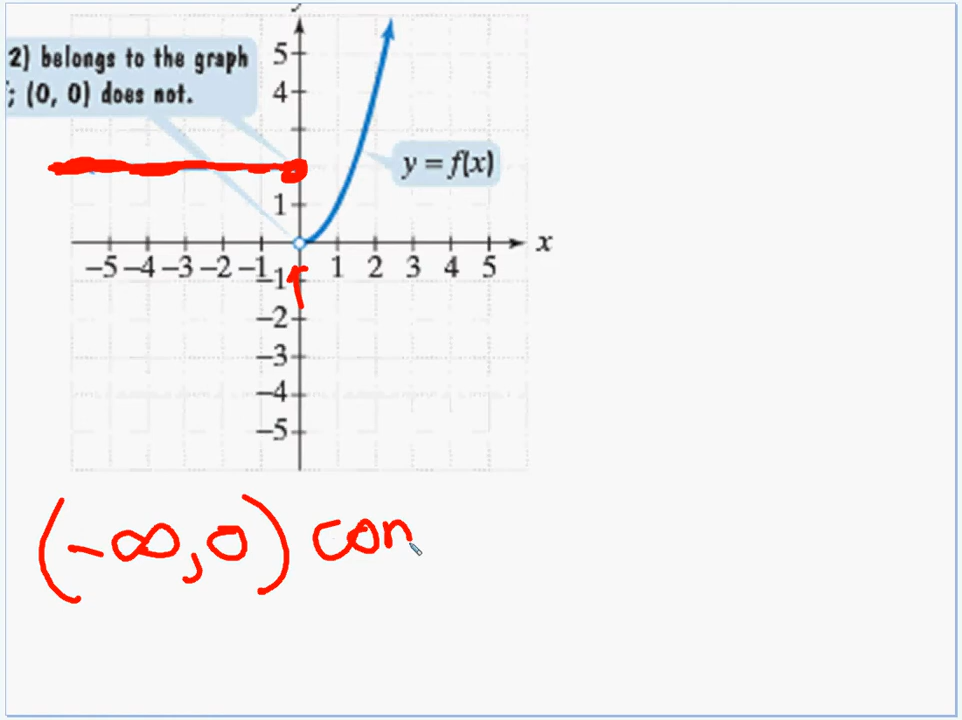 y
2) belongs to the graph
; (0, 0) does not.
5
4
y = f(x)
1
x
–5 –4 –3 –2 –1 1 2 3 4 5
–1
–2
–3
–4
–5
(-∞,0) con